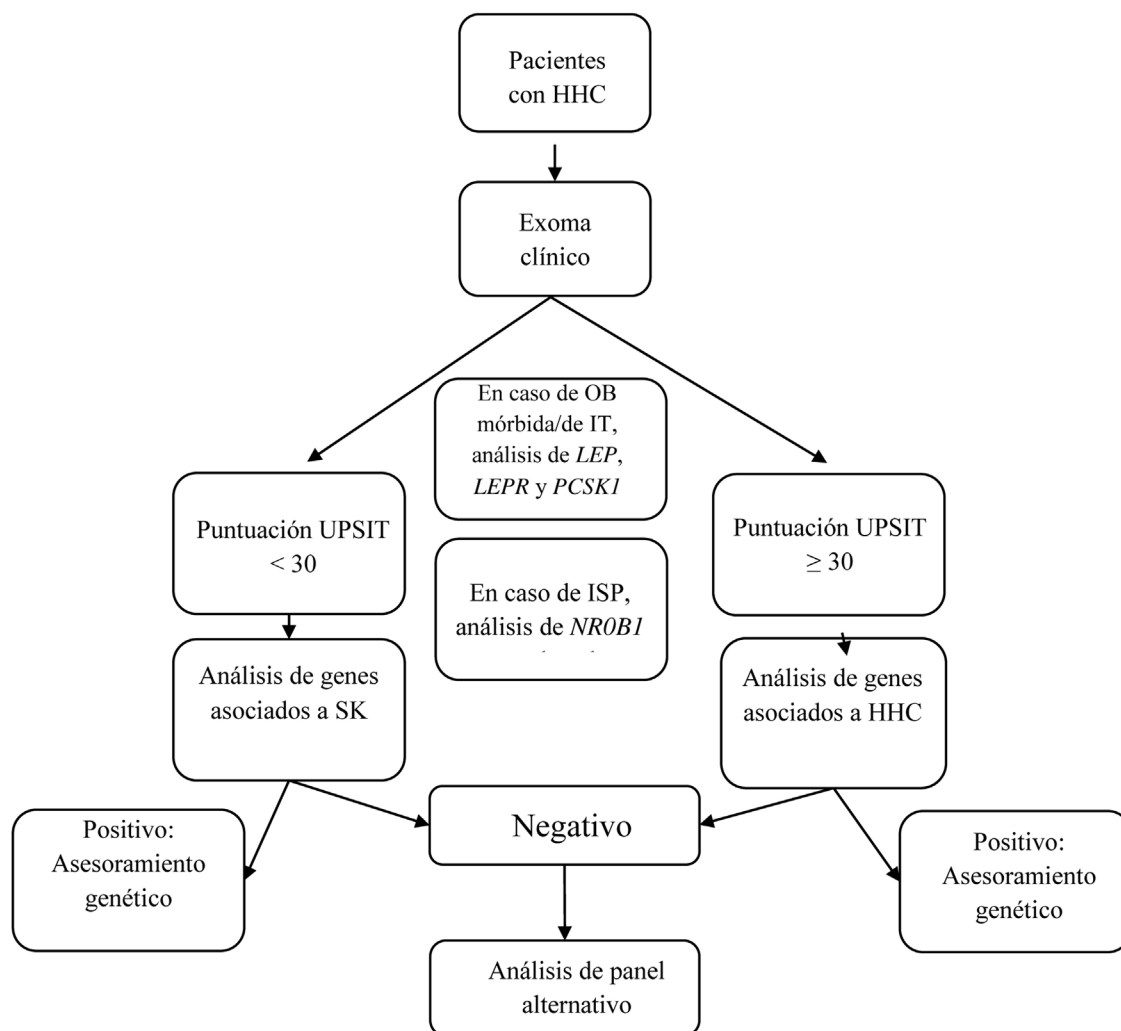 Pacientes
con HHC
Exoma
clínico
En caso de OB
mórbida/de IT,
análisis de LEP,
LEPR y PCSK1
Puntuación UPSIT
< 30
Puntuación UPSIT
≥ 30
En caso de ISP,
análisis de NR0B1
Análisis de genes
asociados a SK
Análisis de genes
asociados a HHC
Negativo
Positivo:
Asesoramiento
genético
Positivo:
Asesoramiento
genético
Análisis de panel
alternativo